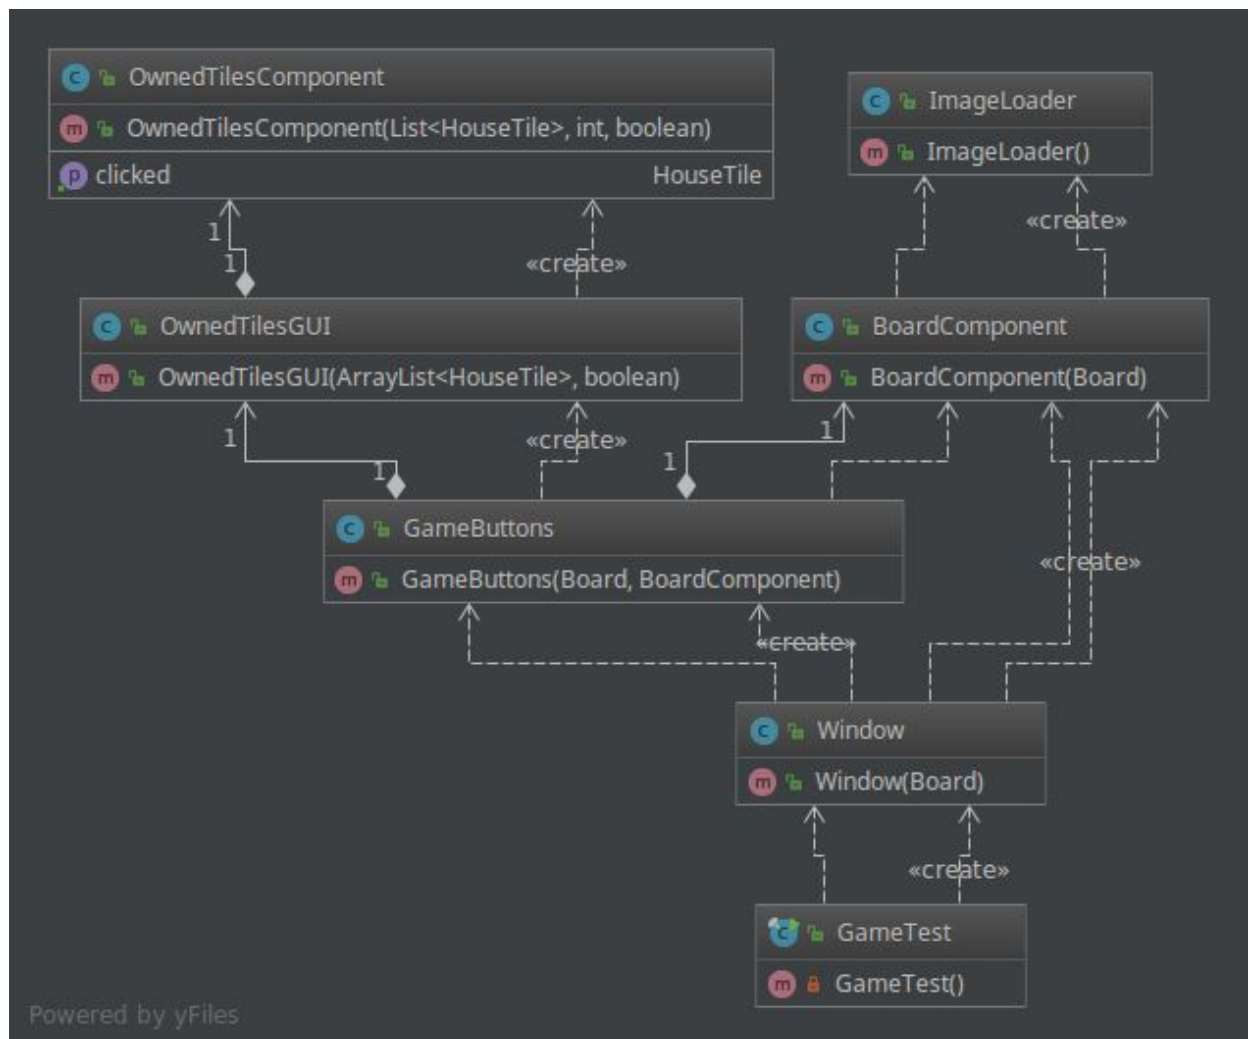 OwnedTilesComponent
OwnedTilesComponent(List<HouseTile>, int, boolean)
clicked HouseTile
ImageLoader
ImageLoader()
1
1
«create»
«create»
OwnedTilesGUI
OwnedTilesGUI(ArrayList<HouseTile>, boolean)
BoardComponent
BoardComponent(Board)
1
1
«create»
1
1
GameButtons
GameButtons(Board, BoardComponent)
«create»
«create»
Window
Window(Board)
«create»
GameTest
GameTest()
Powered by yFiles